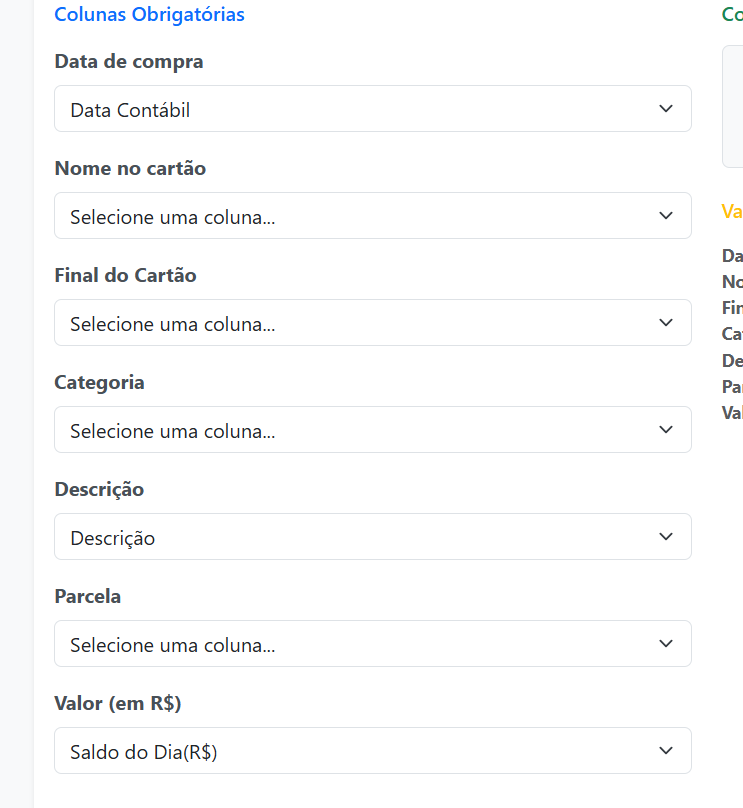 Colunas Obrigatórias
Data de compra
Data Contábil
Nome no cartão
Selecione uma coluna...
Final do Cartão
Selecione uma coluna...
Categoria
Selecione uma coluna...
Descrição
Descrição
Parcela
Selecione uma coluna...
Valor (em R$)
Saldo do Dia(R$)
Co
Va
Da
No
Fin
Ca
De
Pa
Val